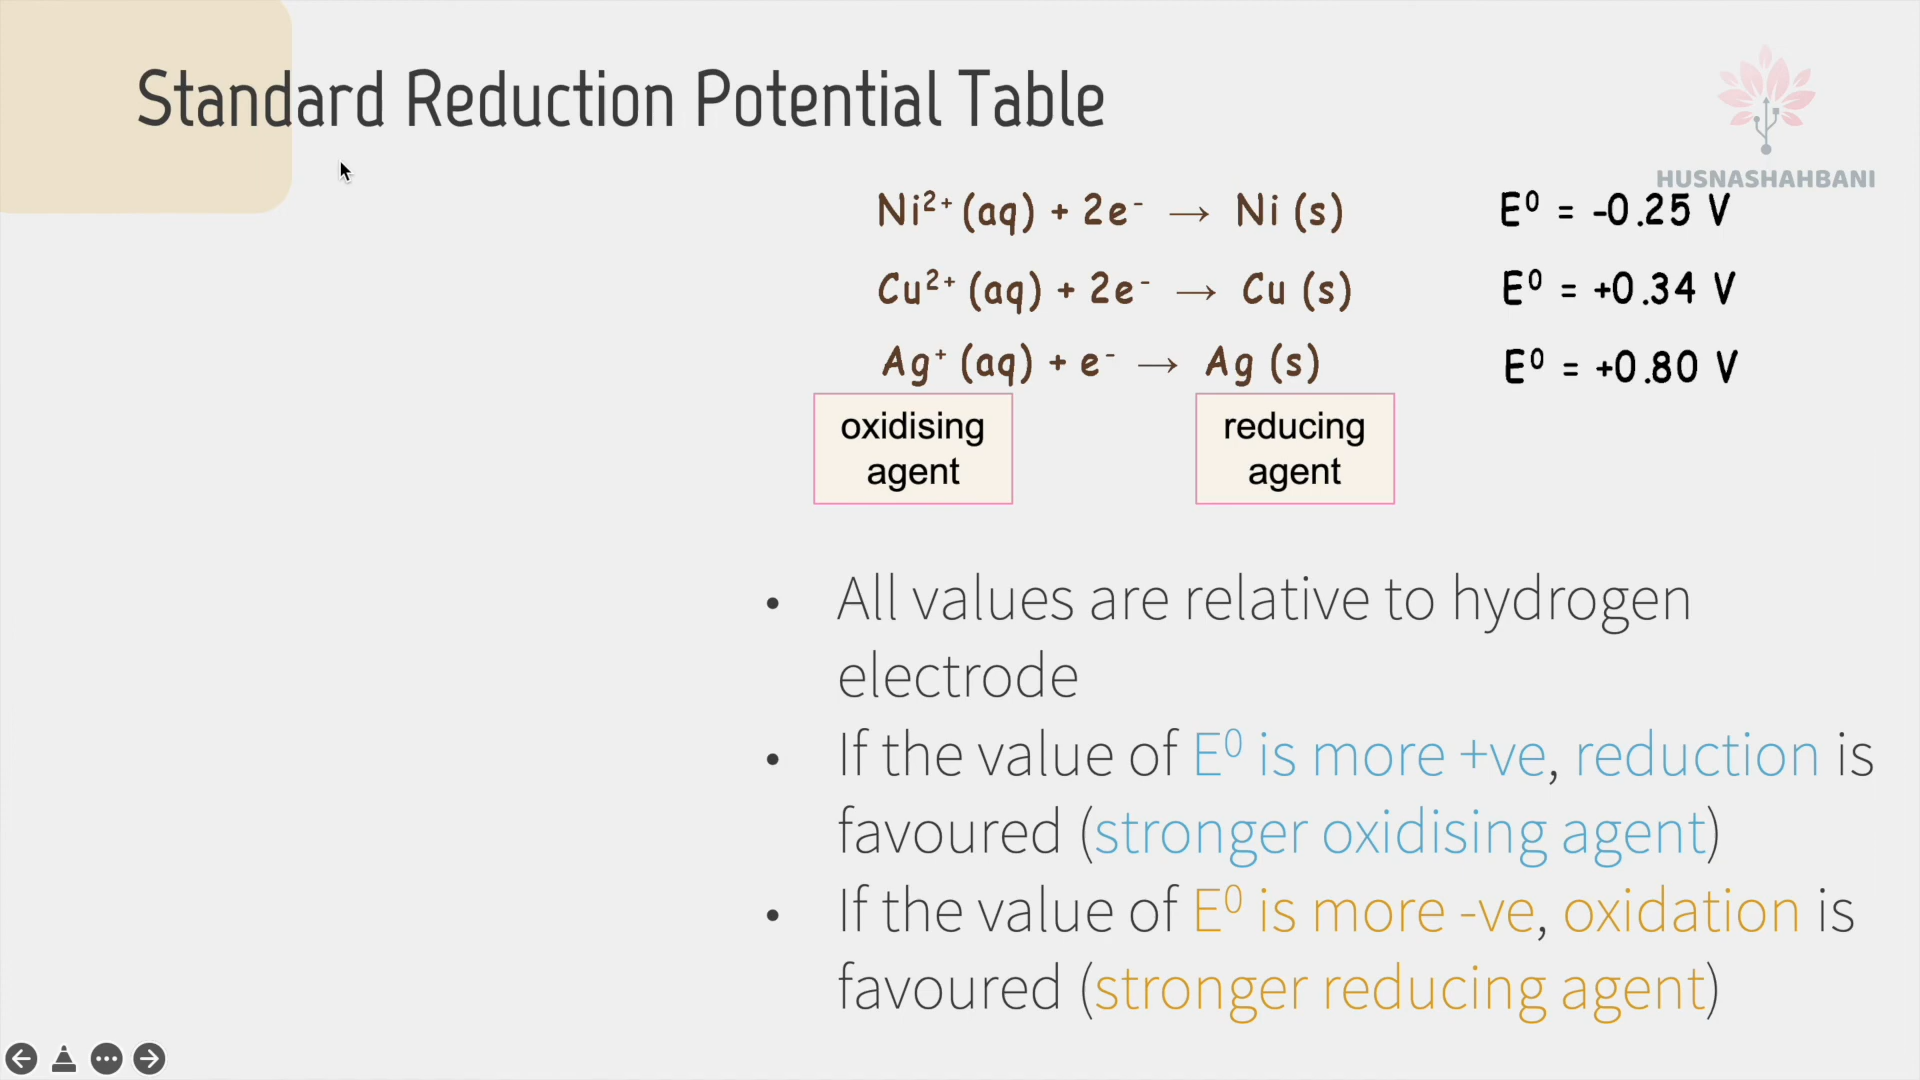 Standard Reduction Potential Table
HUSNASHAHBANI
Ni²⁺ (aq) + 2e⁻ → Ni (s) E⁰ = -0.25 V
Cu²⁺ (aq) + 2e⁻ → Cu (s) E⁰ = +0.34 V
Ag⁺ (aq) + e⁻ → Ag (s) E⁰ = +0.80 V
oxidising
agent
reducing
agent
• All values are relative to hydrogen
electrode
• If the value of E⁰ is more +ve, reduction is
favoured (stronger oxidising agent)
• If the value of E⁰ is more -ve, oxidation is
favoured (stronger reducing agent)